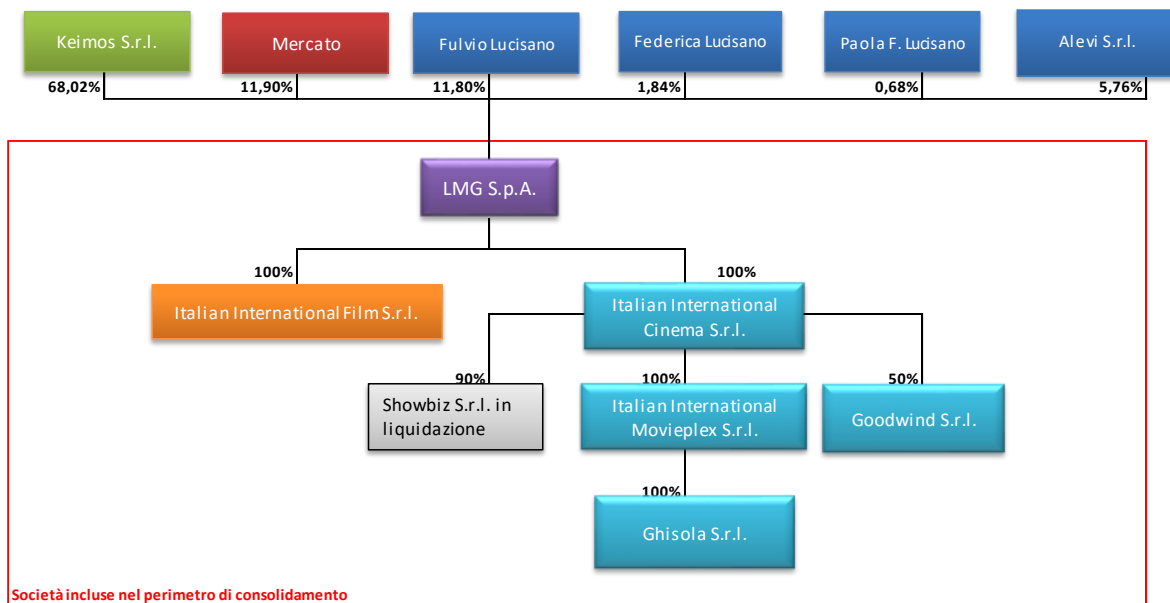 Keimos S.r.l.
Mercato
Fulvio Lucisano
Federica Lucisano
Paola F. Lucisano
Alevi S.r.l.
68,02%
11,90%
11,80%
1,84%
0,68%
5,76%
LMG S.p.A.
100%
100%
Italian International Film S.r.l.
Italian International
Cinema S.r.l.
90%
100%
50%
Showbiz S.r.l. in
liquidazione
Italian International
Movieplex S.r.l.
Goodwind S.r.l.
100%
Ghisola S.r.l.
Società incluse nel perimetro di consolidamento